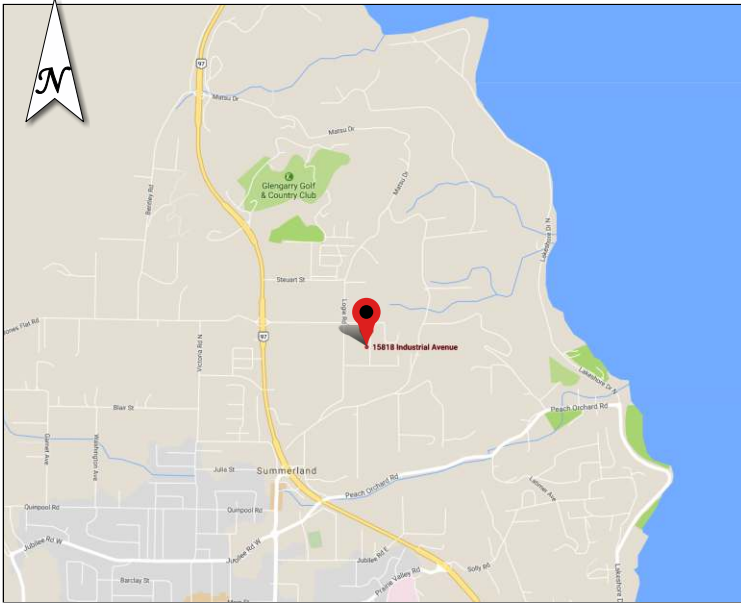 N
97
Matsu Dr
Matsu Dr
Matsu Dr
Bentley Rd
Glengarry Golf
& Country Club
N
Lakeshore Dr N
Steuart St
Logie Rd
Jones Flat Rd
97
15818 Industrial Avenue
Victoria Rd N
Lakeshore Dr N
Peach Orchard Rd
Blair St
Garnet Ave
Washington Ave
Julia St
Summerland
Peach Orchard Rd
Latimer Ave
Quinpool Rd
Quinpool Rd
Jubilee Rd W
Jubilee Rd W
Jubilee Rd E
Solly Rd
Barclay St
Prairie Valley Rd
Lakeshore D